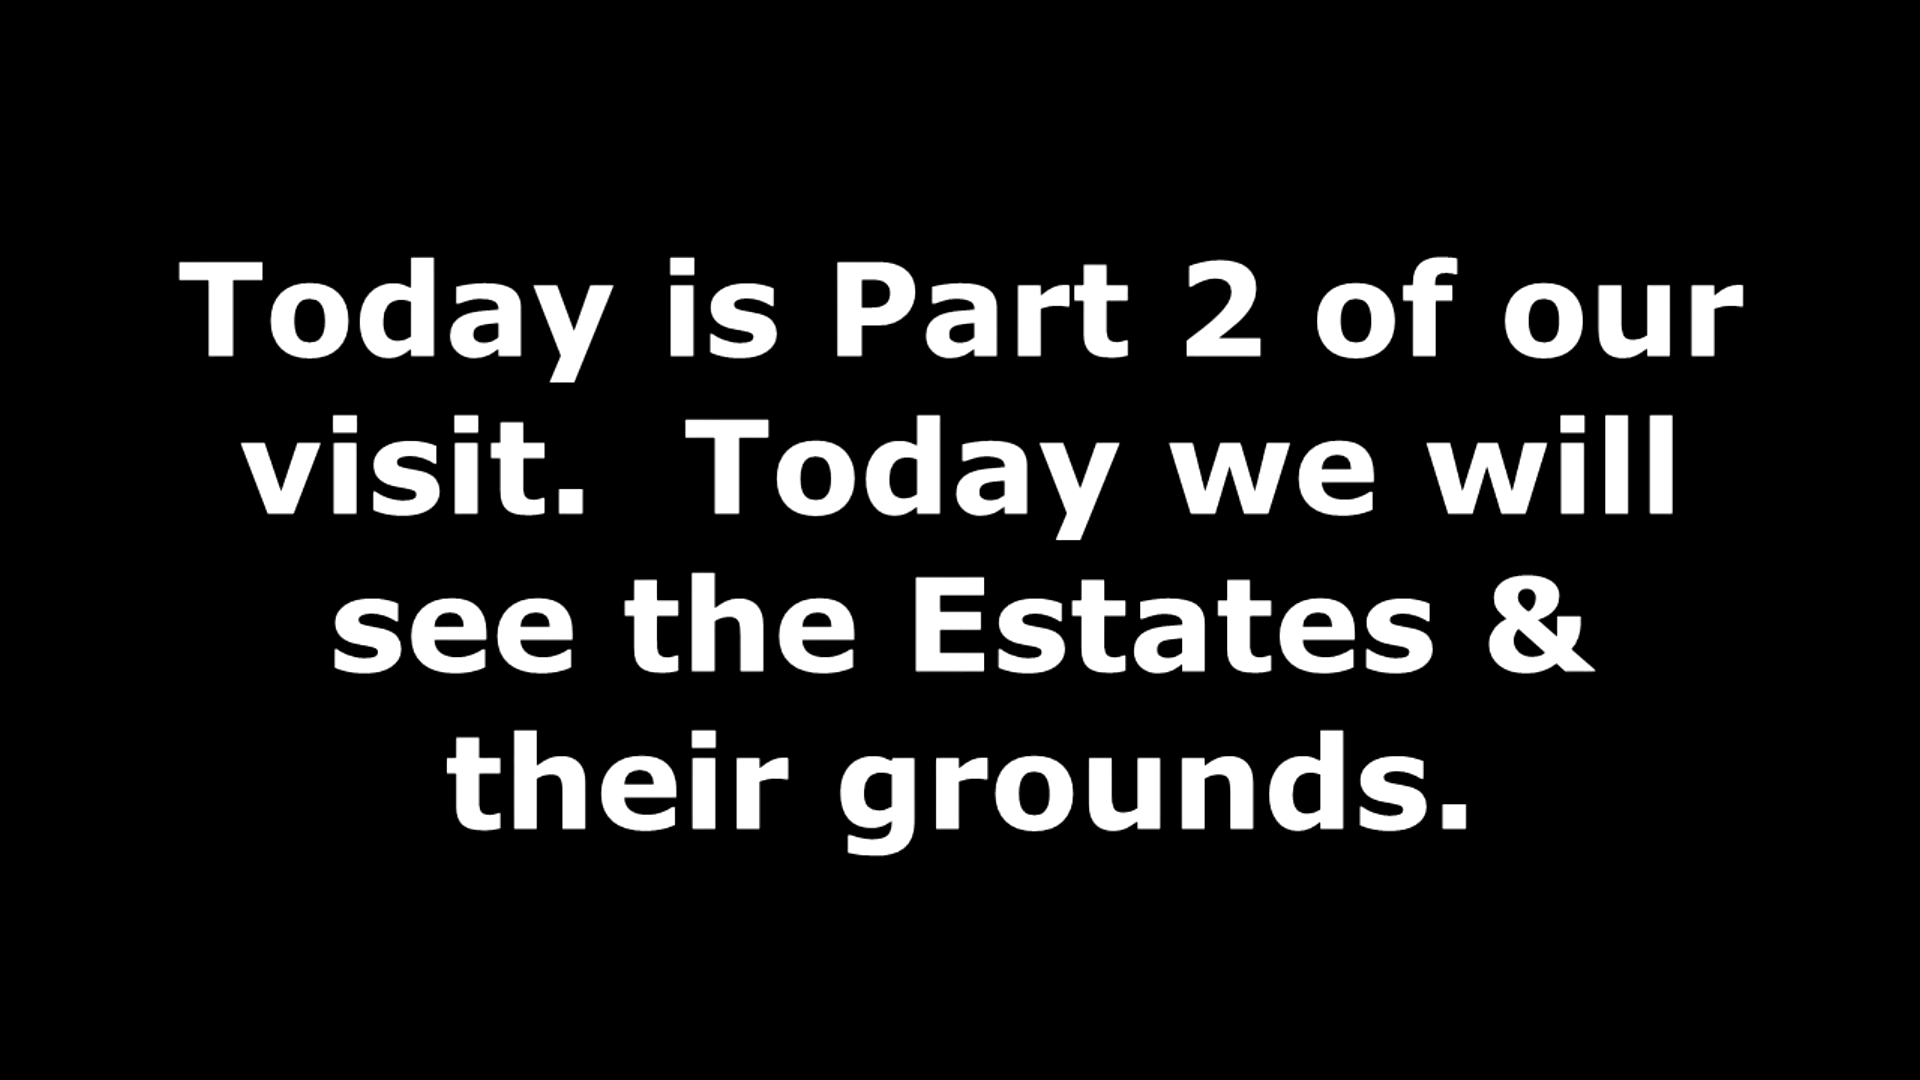 Today is Part 2 of our
visit.  Today we will
see the Estates &
their grounds.